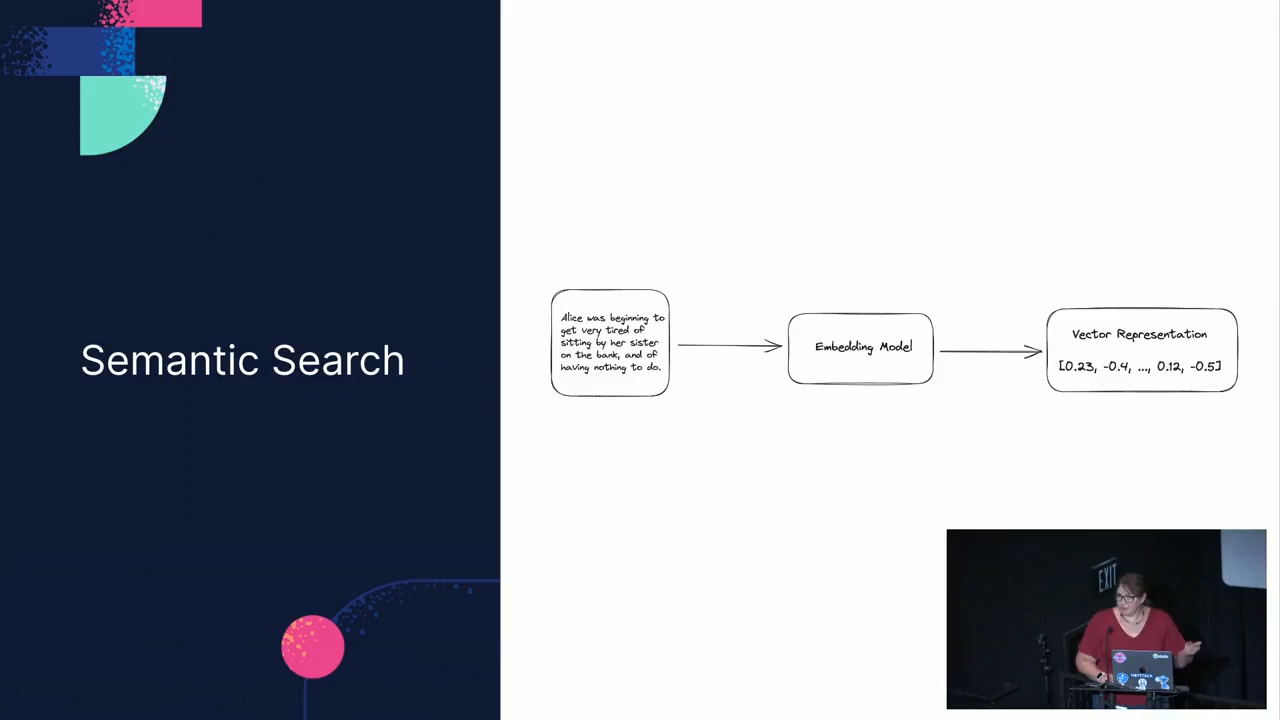 Semantic Search
Alice was beginning to
get very tired of
sitting by her sister
on the bank, and of
having nothing to do.
Embedding Model
Vector Representation
[0.23, -0.4, ..., 0.12, -0.5]
EXIT
HAYSTACK